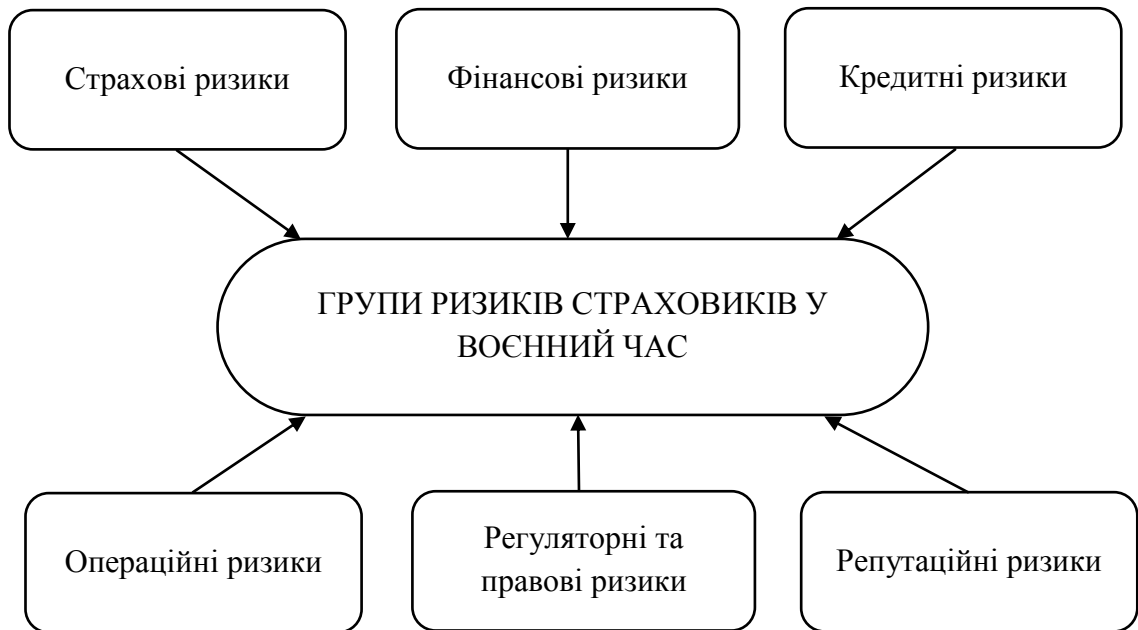 Страхові ризики
Фінансові ризики
Кредитні ризики
ГРУПИ РИЗИКІВ СТРАХОВИКІВ У
ВОЄННИЙ ЧАС
Операційні ризики
Регуляторні та
правові ризики
Репутаційні ризики